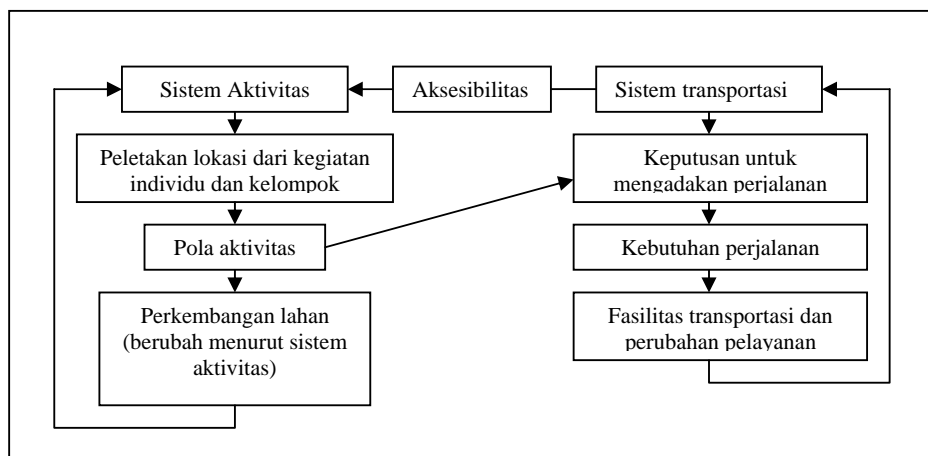 Sistem Aktivitas
Aksesibilitas
Sistem transportasi
Peletakan lokasi dari kegiatan
individu dan kelompok
Keputusan untuk
mengadakan perjalanan
Pola aktivitas
Kebutuhan perjalanan
Perkembangan lahan
(berubah menurut sistem
aktivitas)
Fasilitas transportasi dan
perubahan pelayanan